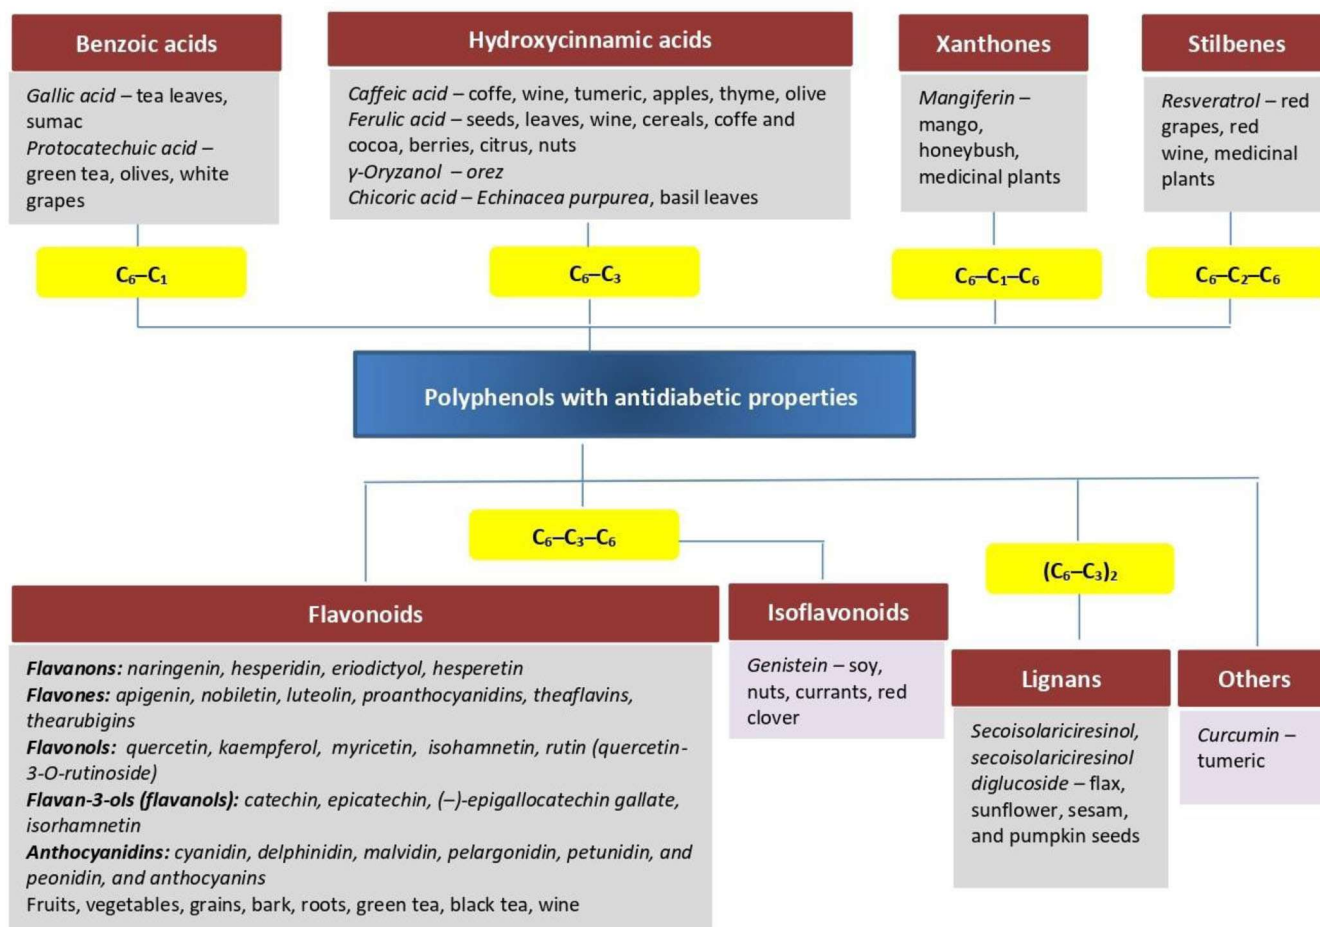 Benzoic acids
Gallic acid – tea leaves,
sumac
Protocatechuic acid –
green tea, olives, white
grapes
C₆–C₁
Hydroxycinnamic acids
Caffeic acid – coffe, wine, tumeric, apples, thyme, olive
Ferulic acid – seeds, leaves, wine, cereals, coffe and
cocoa, berries, citrus, nuts
γ-Oryzanol – orez
Chicoric acid – Echinacea purpurea, basil leaves
C₆–C₃
Xanthones
Mangiferin –
mango,
honeybush,
medicinal plants
C₆–C₁–C₆
Stilbenes
Resveratrol – red
grapes, red
wine, medicinal
plants
C₆–C₂–C₆
Polyphenols with antidiabetic properties
C₆–C₃–C₆
Flavonoids
Flavanons: naringenin, hesperidin, eriodictyol, hesperetin
Flavones: apigenin, nobiletin, luteolin, proanthocyanidins, theaflavins,
thearubigins
Flavonols: quercetin, kaempferol, myricetin, isohamnetin, rutin (quercetin-
3-O-rutinoside)
Flavan-3-ols (flavanols): catechin, epicatechin, (–)-epigallocatechin gallate,
isorhamnetin
Anthocyanidins: cyanidin, delphinidin, malvidin, pelargonidin, petunidin, and
peonidin, and anthocyanins
Fruits, vegetables, grains, bark, roots, green tea, black tea, wine
Isoflavonoids
Genistein – soy,
nuts, currants, red
clover
(C₆–C₃)₂
Lignans
Secoisolariciresinol,
secoisolariciresinol
diglucoside – flax,
sunflower, sesam,
and pumpkin seeds
Others
Curcumin –
tumeric